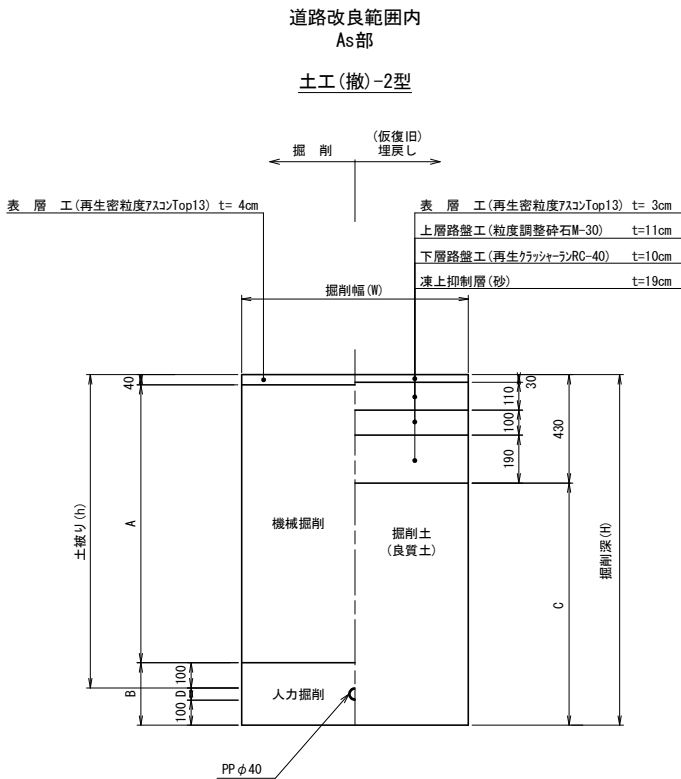 道路改良範囲内
As部
土工(撤)-2型
掘 削
(仮復旧)
埋戻し
表 層 工(再生密粒度ｱｽｺﾝTop13) t= 4cm
表 層 工(再生密粒度ｱｽｺﾝTop13) t= 3cm
上層路盤工(粒度調整砕石M-30) t=11cm
下層路盤工(再生ｸﾗｯｼｬｰﾗﾝRC-40) t=10cm
凍上抑制層(砂) t=19cm
掘削幅(W)
40
30
110
100
190
430
土被り(h)
A
機械掘削
掘削土
(良質土)
掘削深(H)
C
B
100
D
100
人力掘削
PPφ40